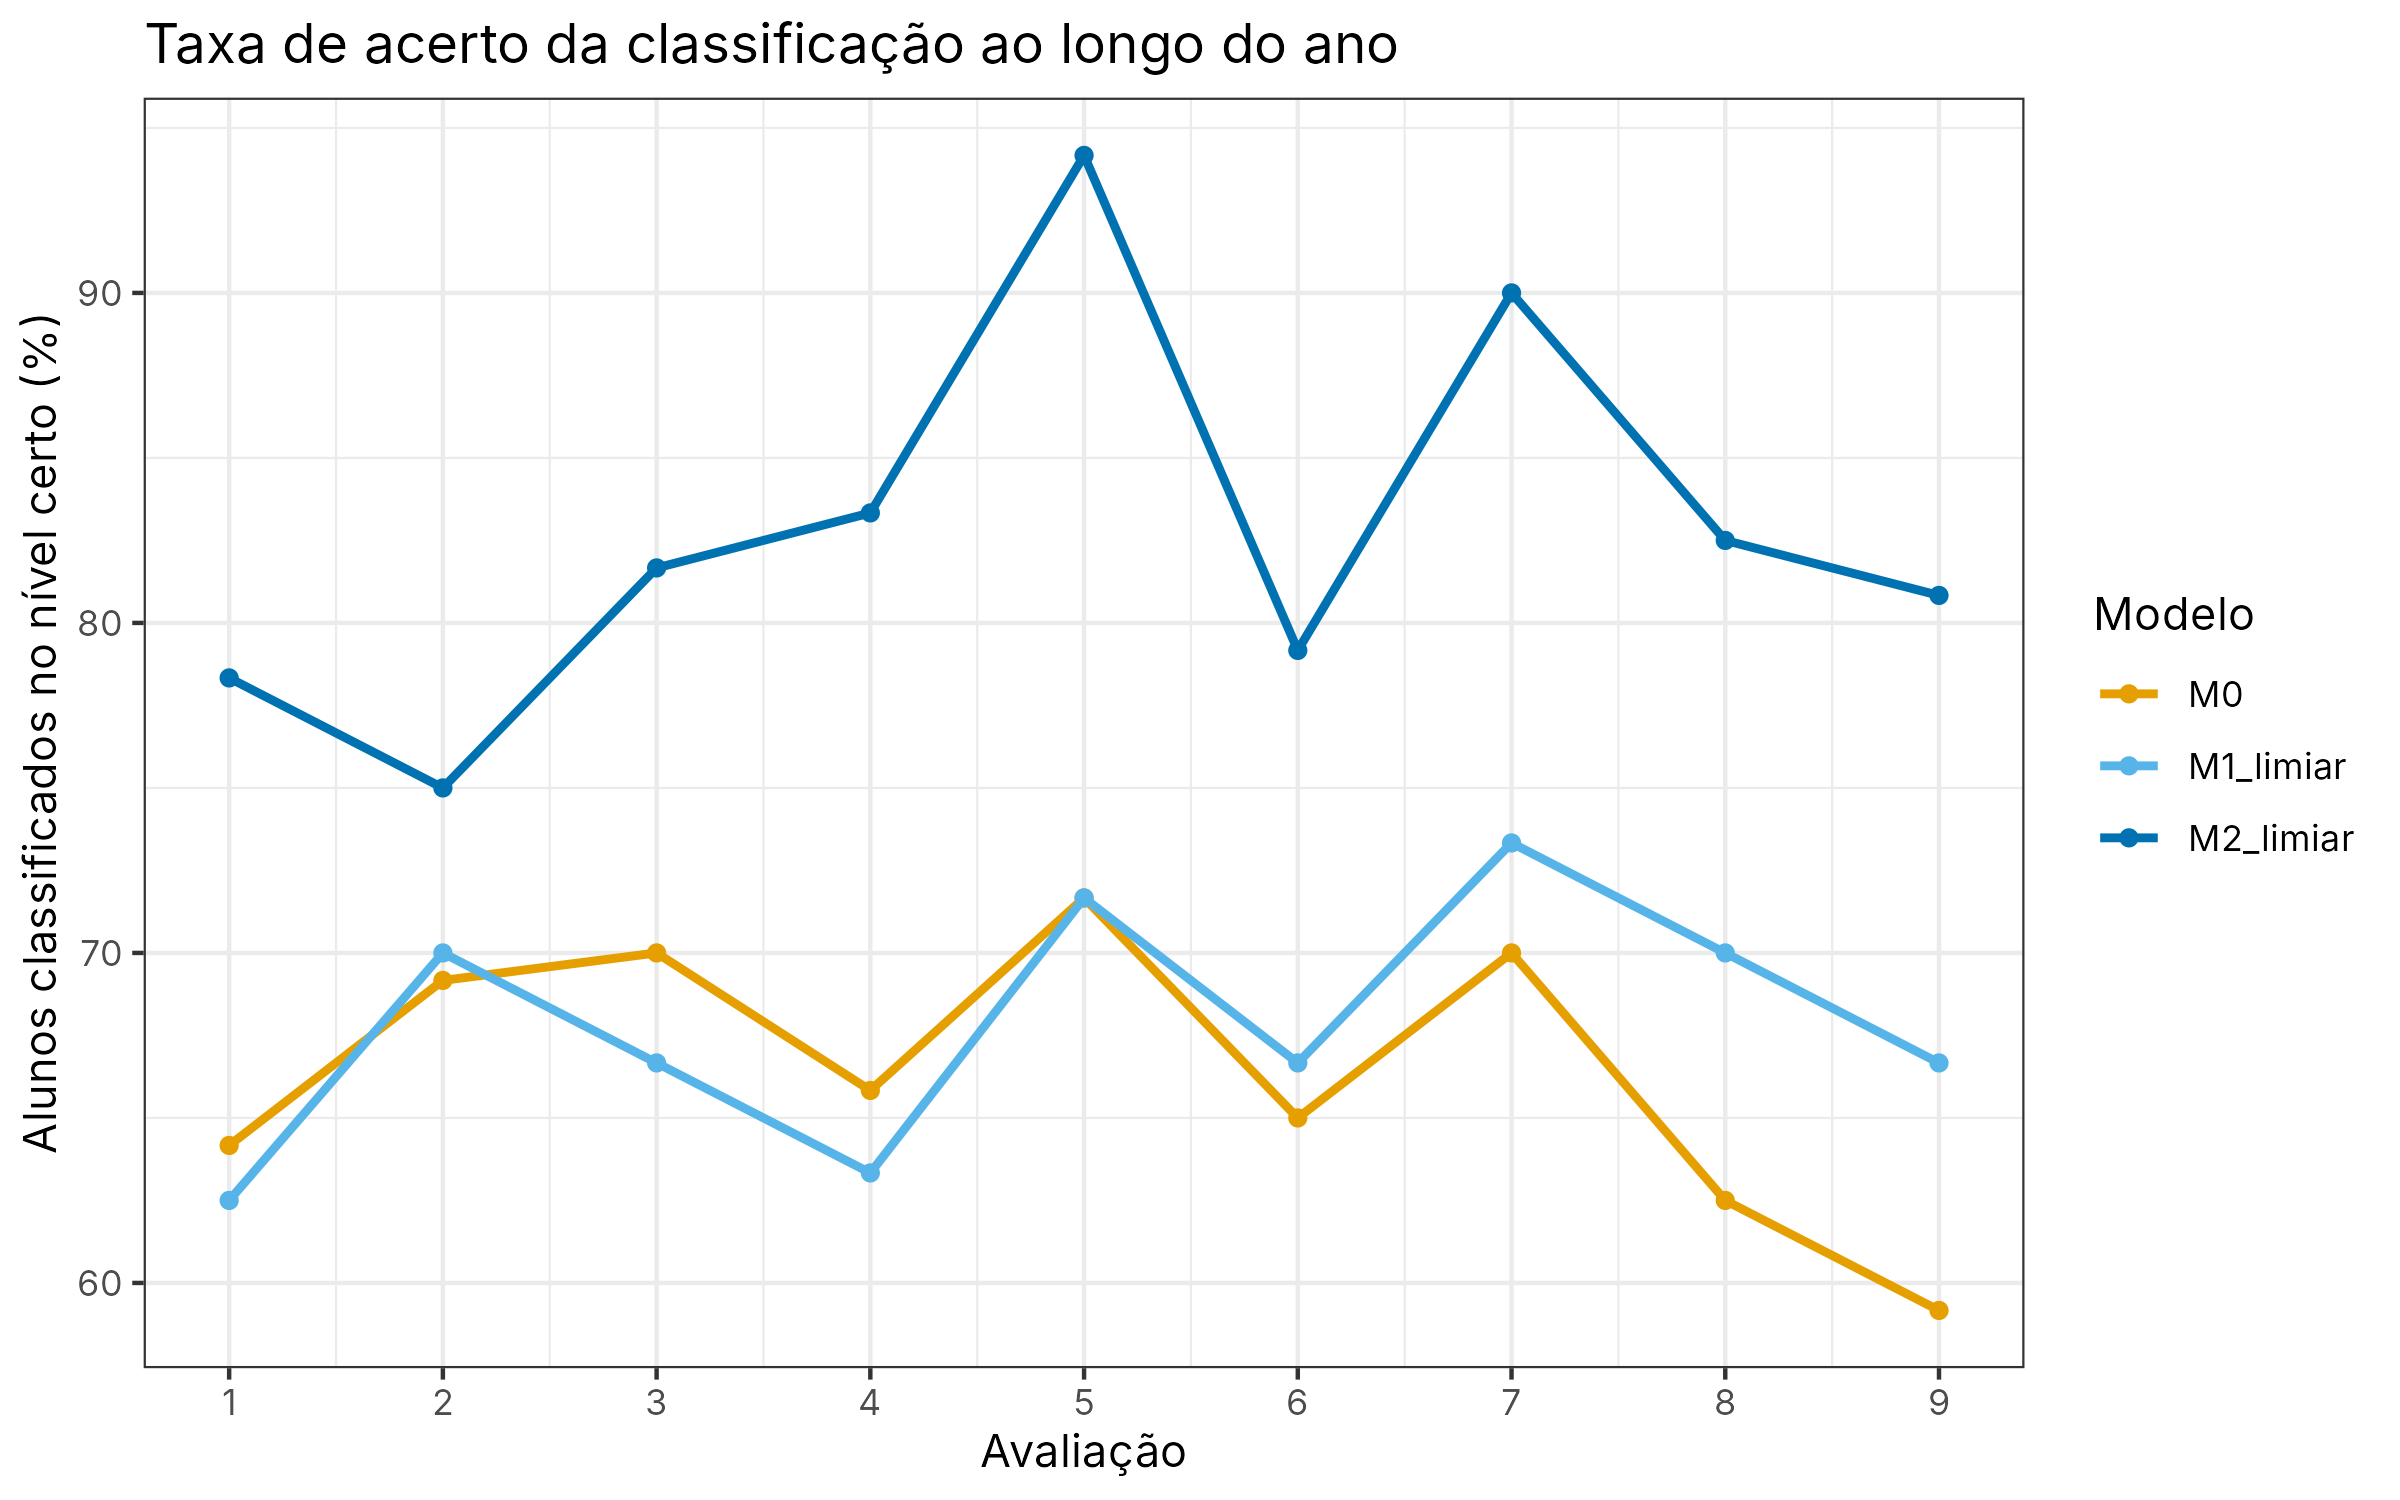 Taxa de acerto da classificação ao longo do ano
Alunos classificados no nível certo (%)
90
80
70
60
1 2 3 4 5 6 7 8 9
Avaliação
Modelo
M0
M1_limiar
M2_limiar